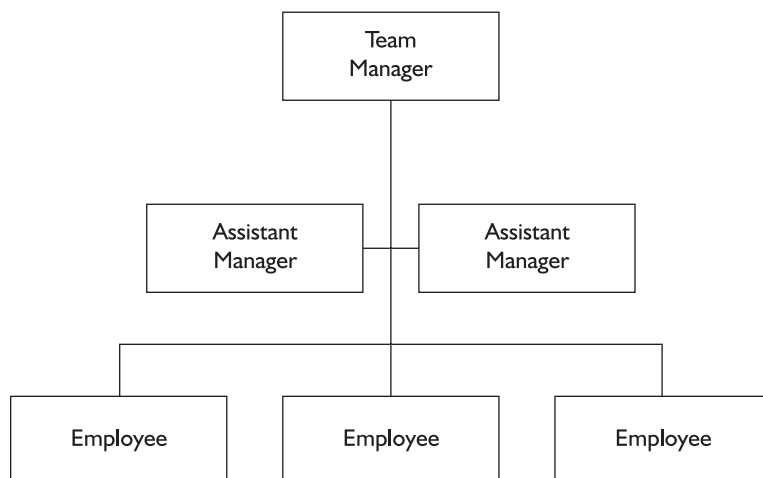 Team
Manager
Assistant
Manager
Assistant
Manager
Employee
Employee
Employee